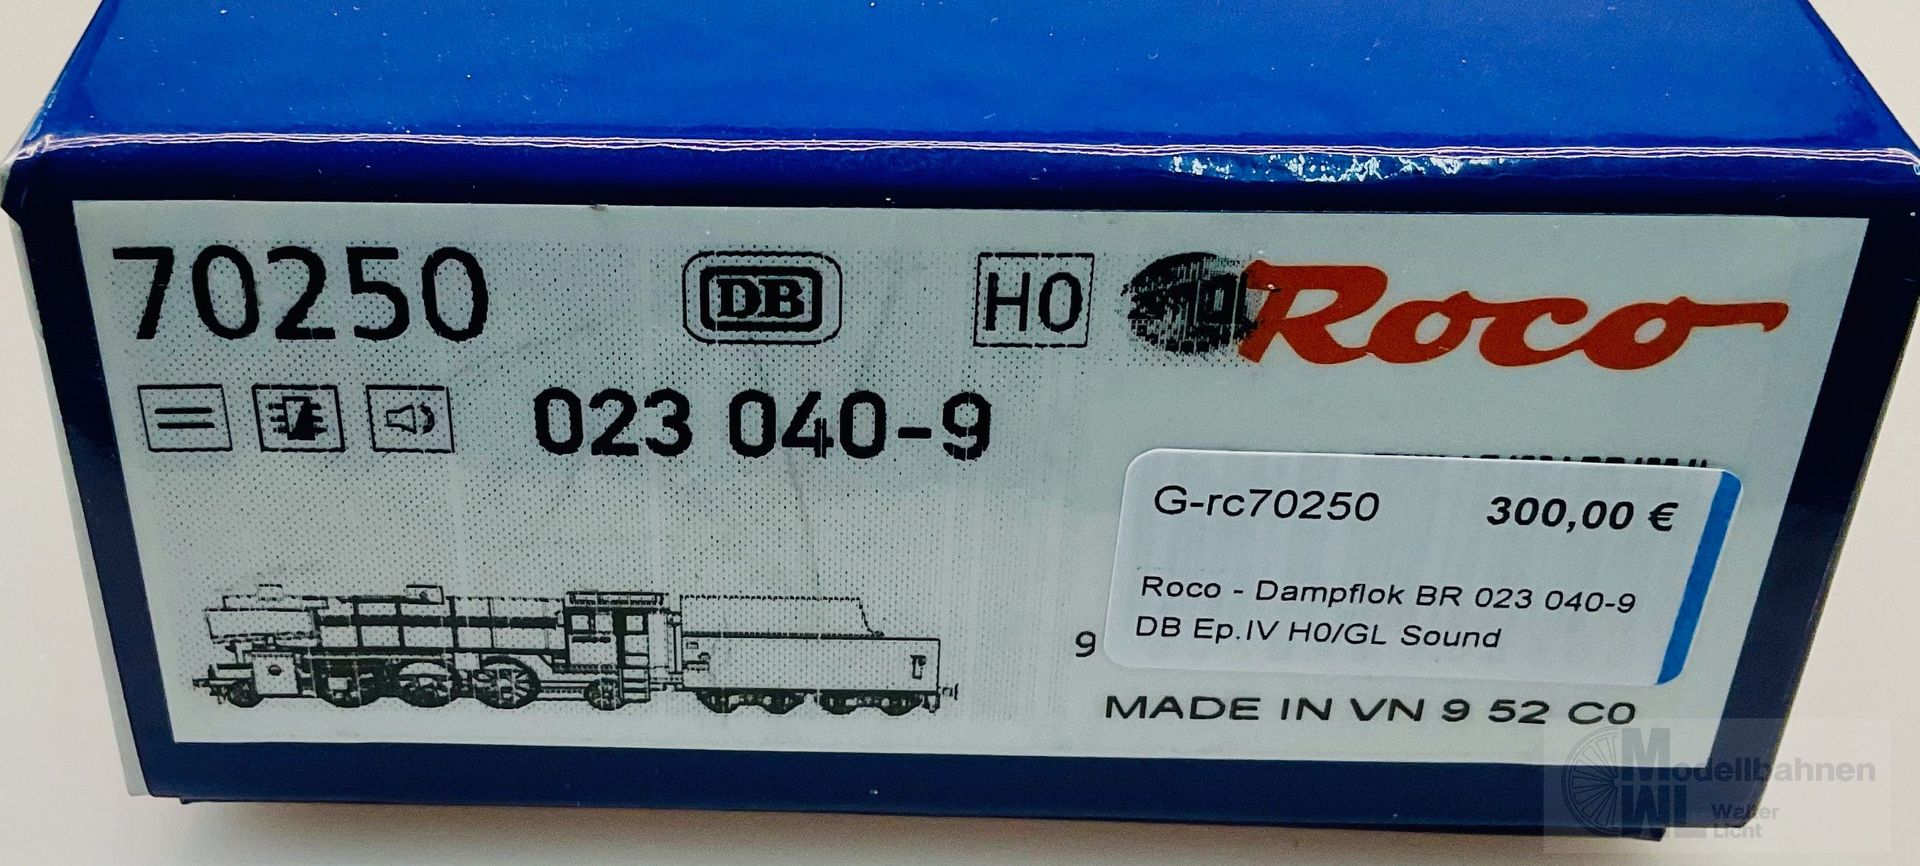 70250 DB H0 Roco
023 040-9
G-rc70250 300,00 €
Roco - Dampflok BR 023 040-9
DB Ep.IV H0/GL Sound
9
MADE IN VN 9 52 C0
Modellbahnen
WL Walter
Licht